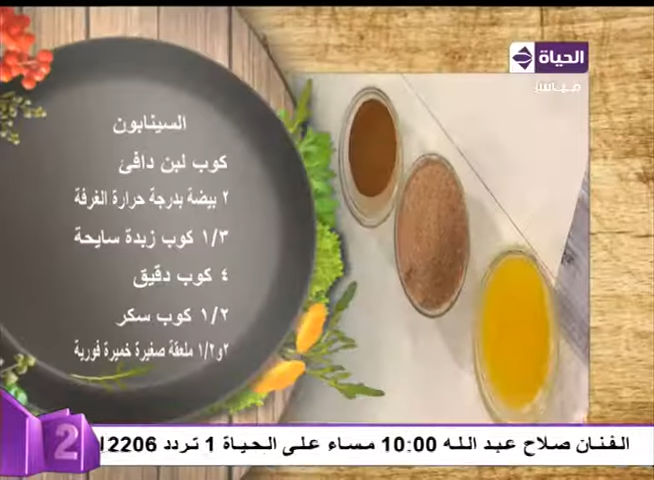 الحياة
مباشر
السينابون
كوب لبن دافئ
٢ بيضة بدرجة حرارة الغرفة
١/٣ كوب زبدة سايحة
٤ كوب دقيق
١/٢ كوب سكر
٢و١/٢ ملعقة صغيرة خميرة فورية
2
الفنان صلاح عبد الله 10:00 مساء على الحياة 1 تردد 12206